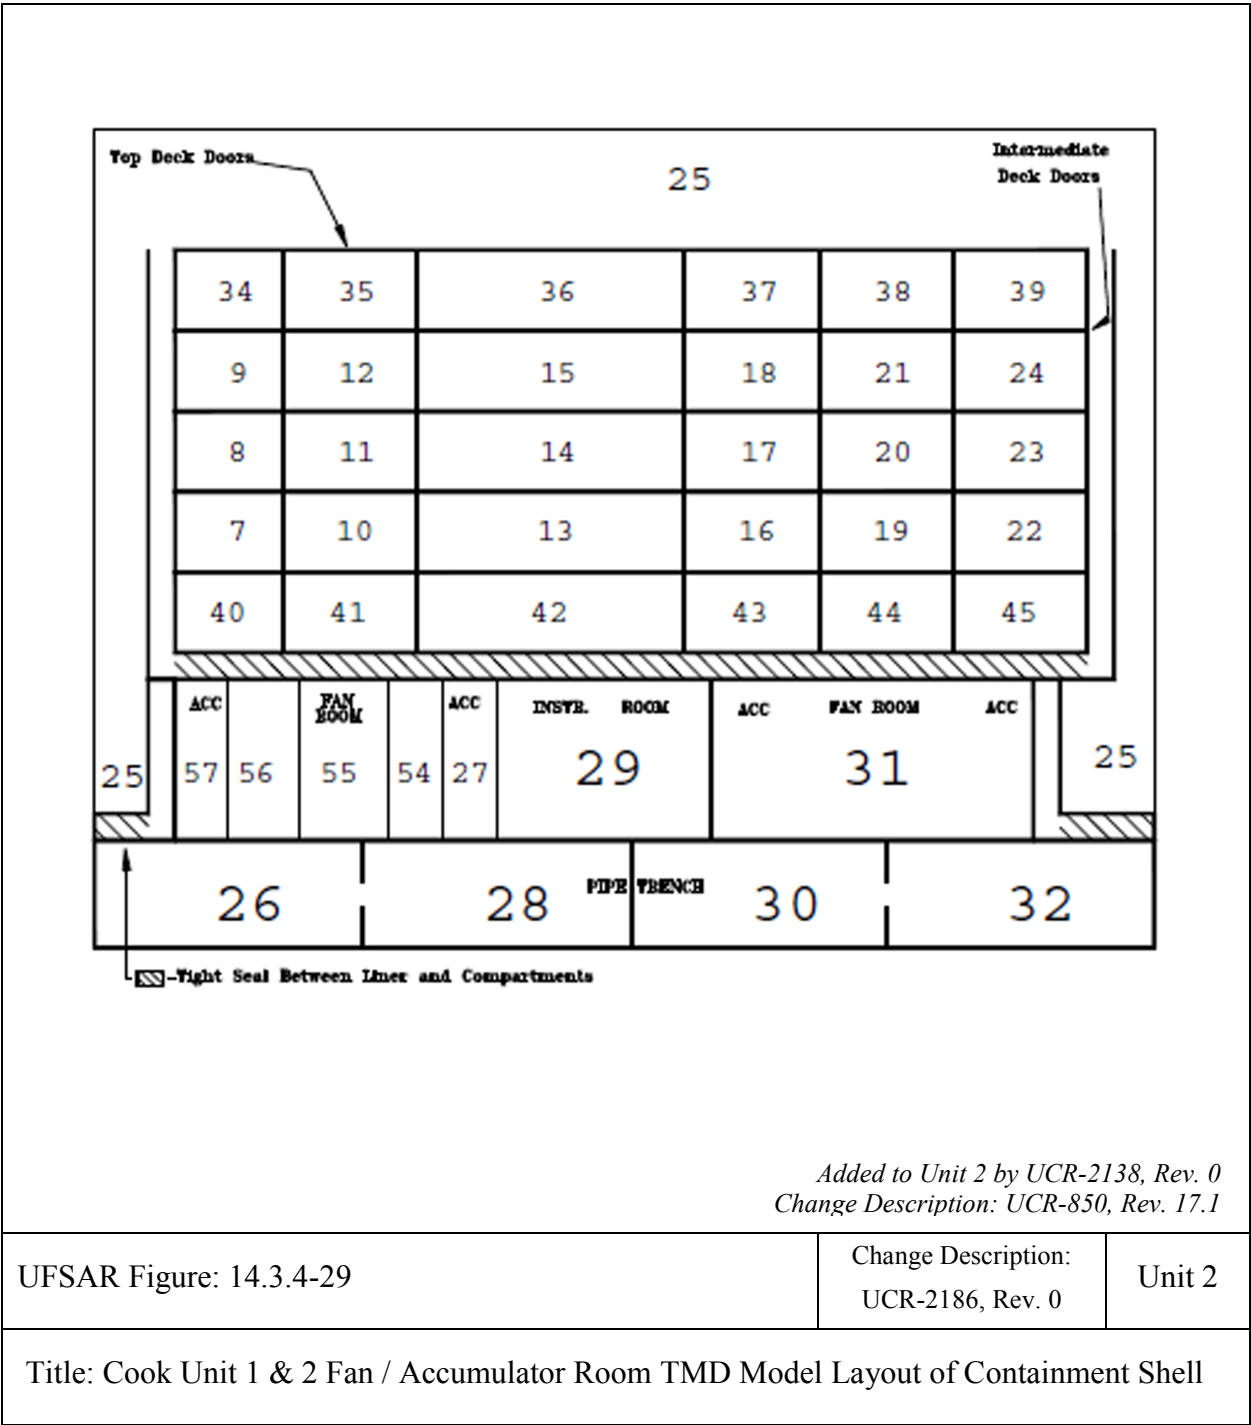 Top Deck Doors
Intermediate
Deck Doors
25
34 35 36 37 38 39
9 12 15 18 21 24
8 11 14 17 20 23
7 10 13 16 19 22
40 41 42 43 44 45
ACC FAN ROOM ACC INSTR. ROOM ACC FAN ROOM ACC
25 57 56 55 54 27 29 31 25
PIPE TRENCH
26 28 30 32
-Tight Seal Between Liner and Compartments
Added to Unit 2 by UCR-2138, Rev. 0
Change Description: UCR-850, Rev. 17.1
UFSAR Figure: 14.3.4-29
Change Description:
UCR-2186, Rev. 0
Unit 2
Title: Cook Unit 1 & 2 Fan / Accumulator Room TMD Model Layout of Containment Shell